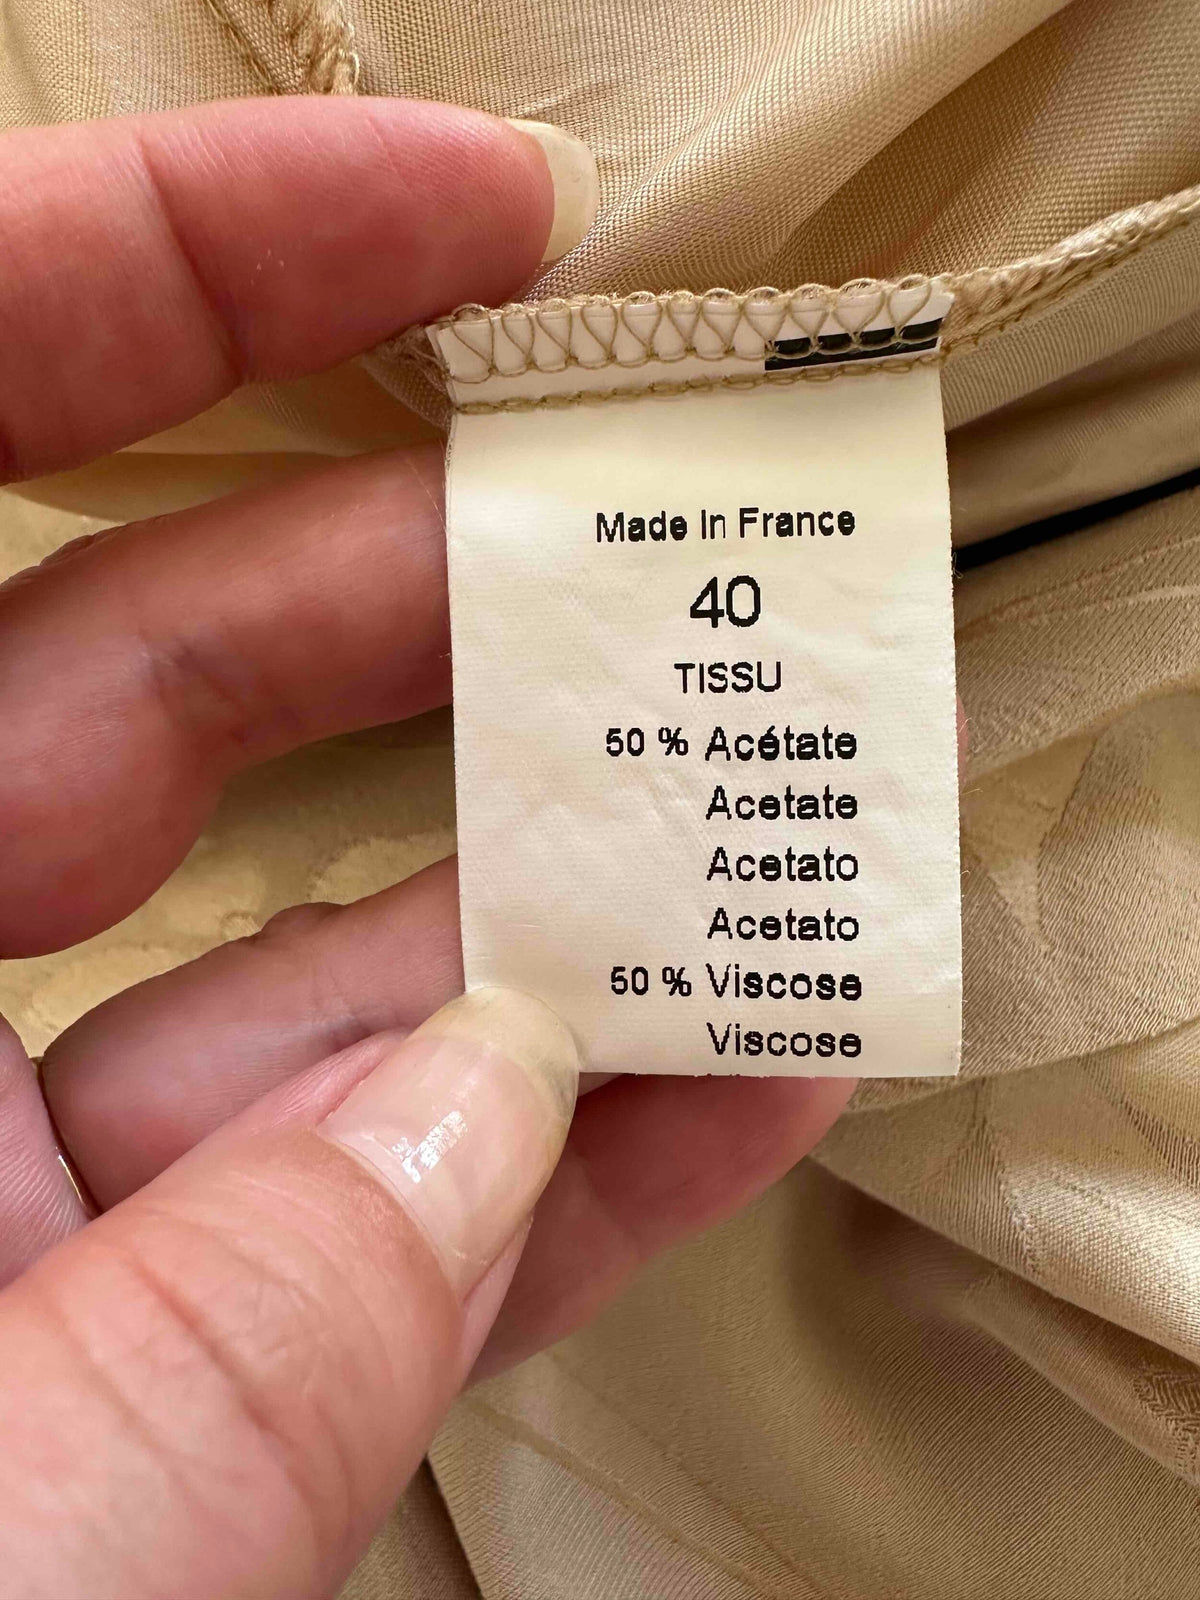 Made In France
40
TISSU
50 % Acétate
Acetate
Acetato
Acetato
50 % Viscose
Viscose